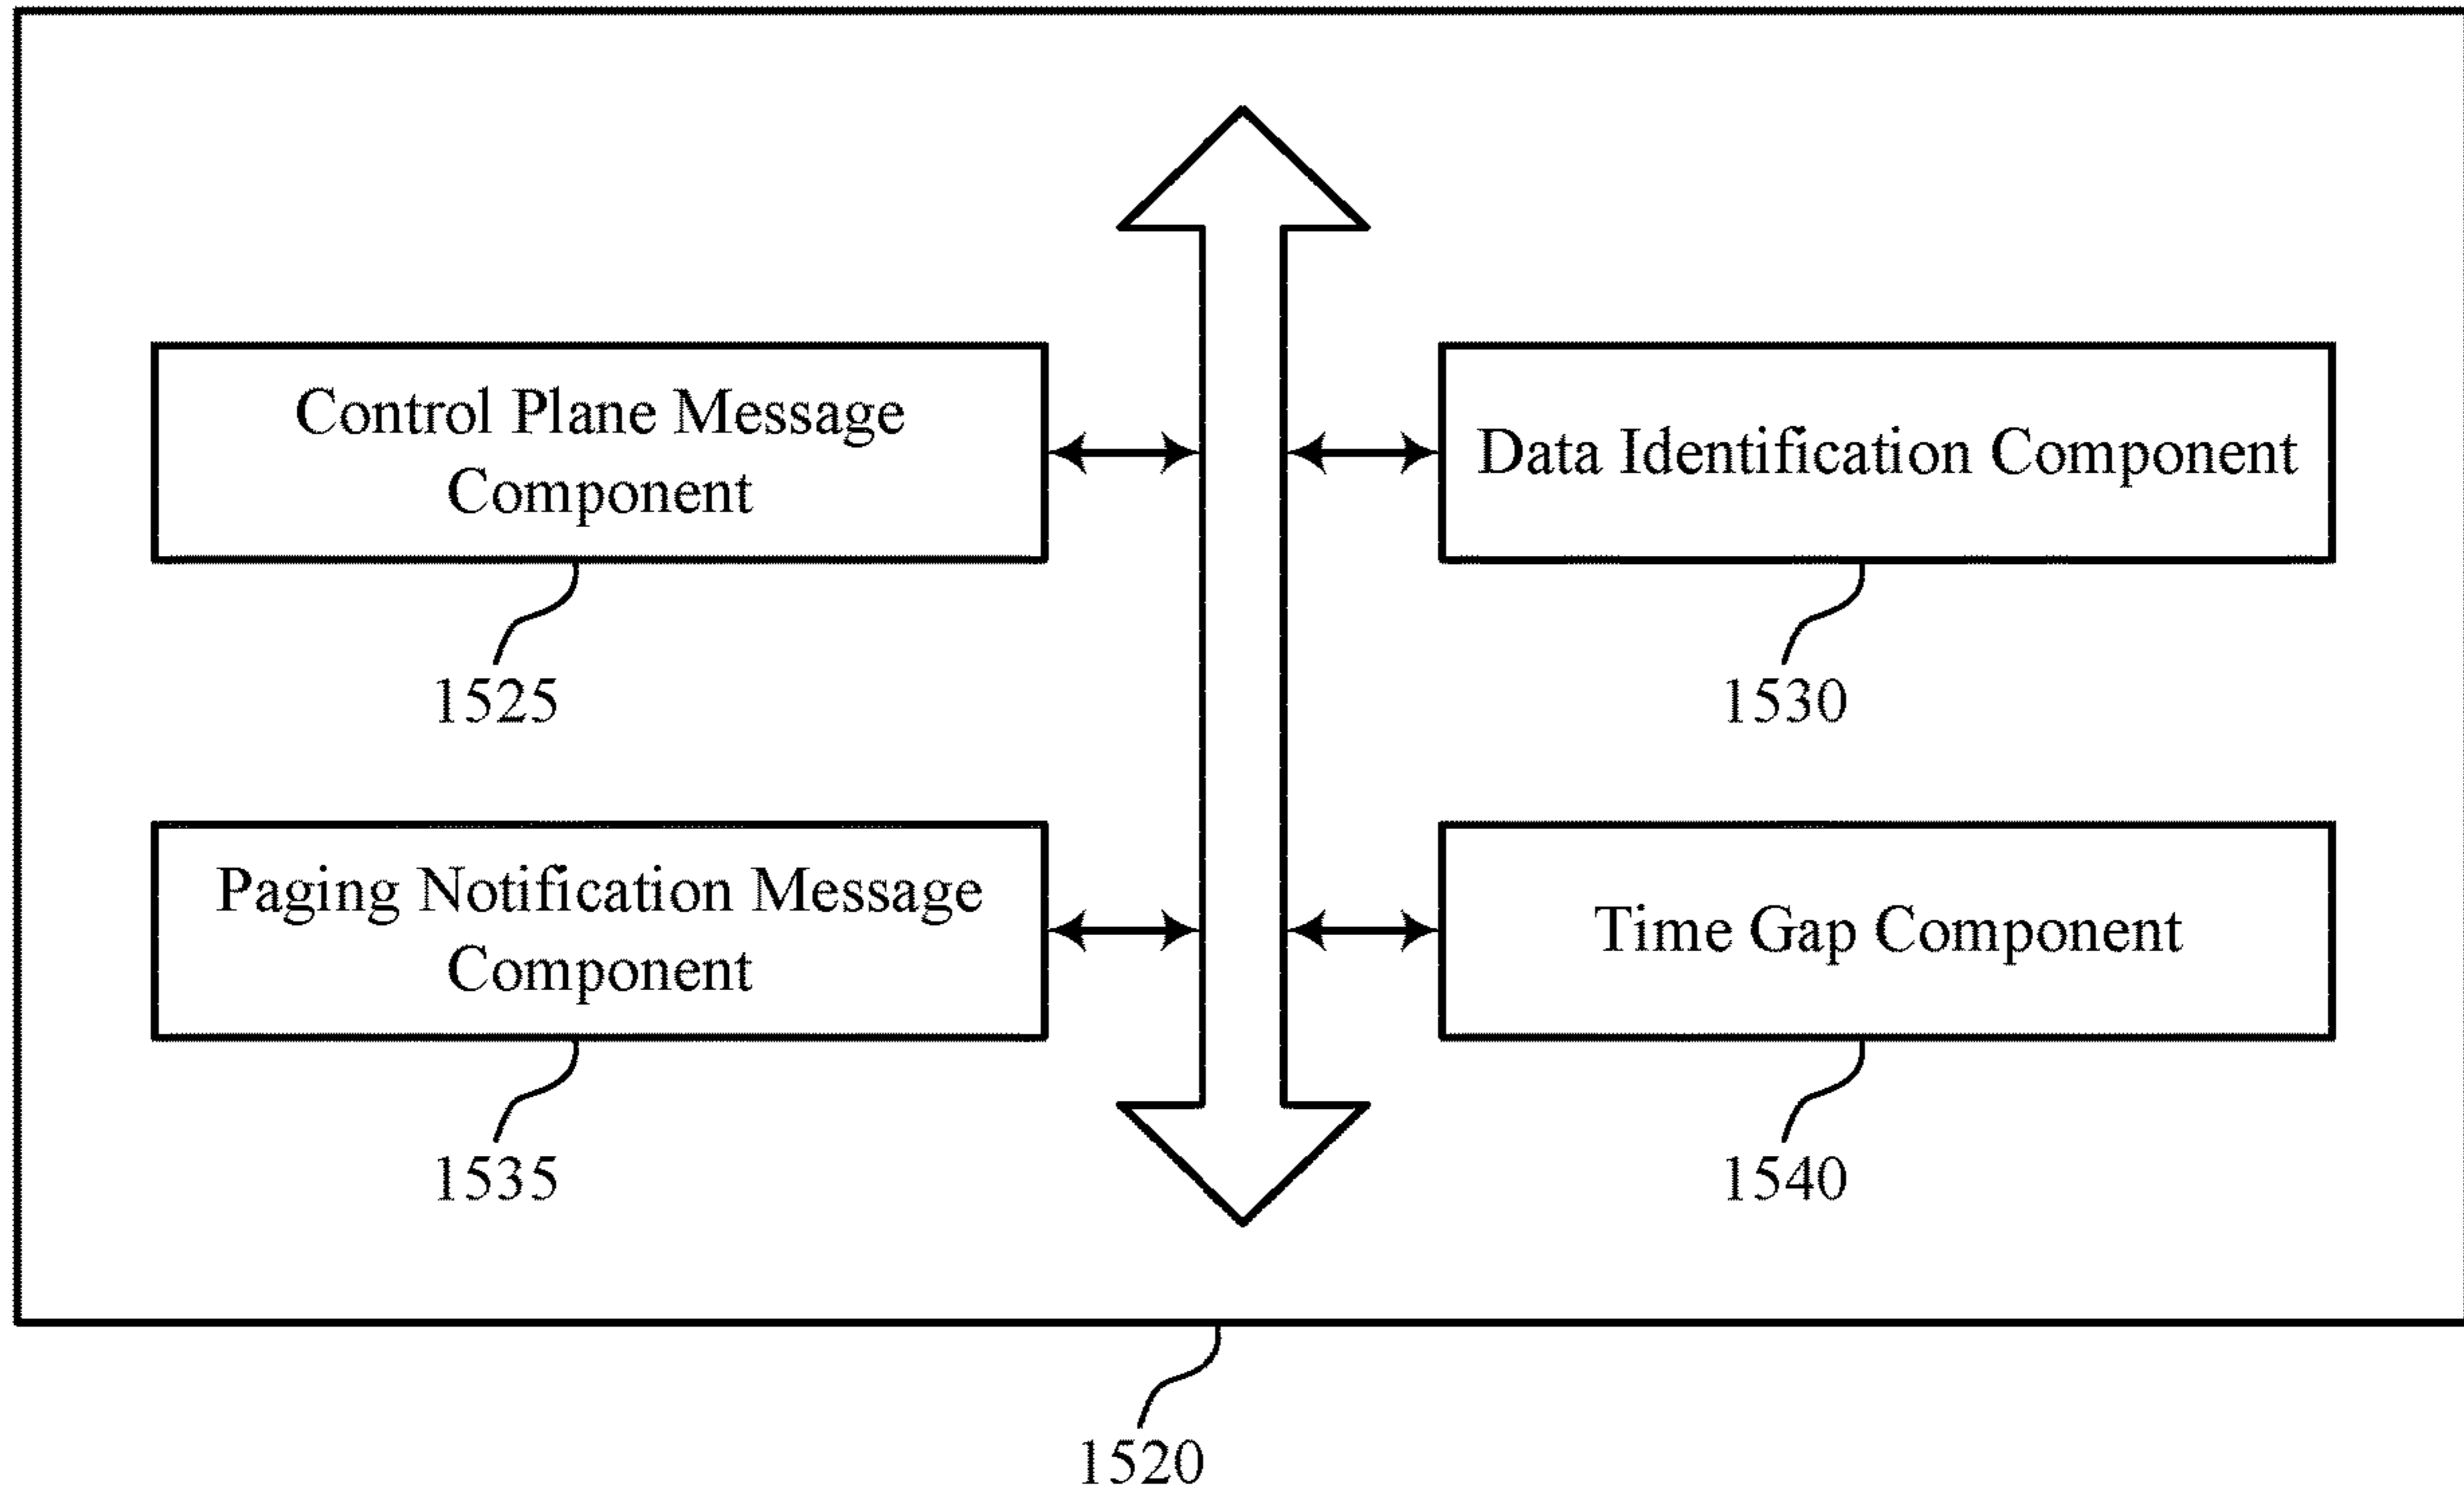 Control Plane Message
Component
1525
Data Identification Component
1530
Paging Notification Message
Component
1535
Time Gap Component
1540
1520